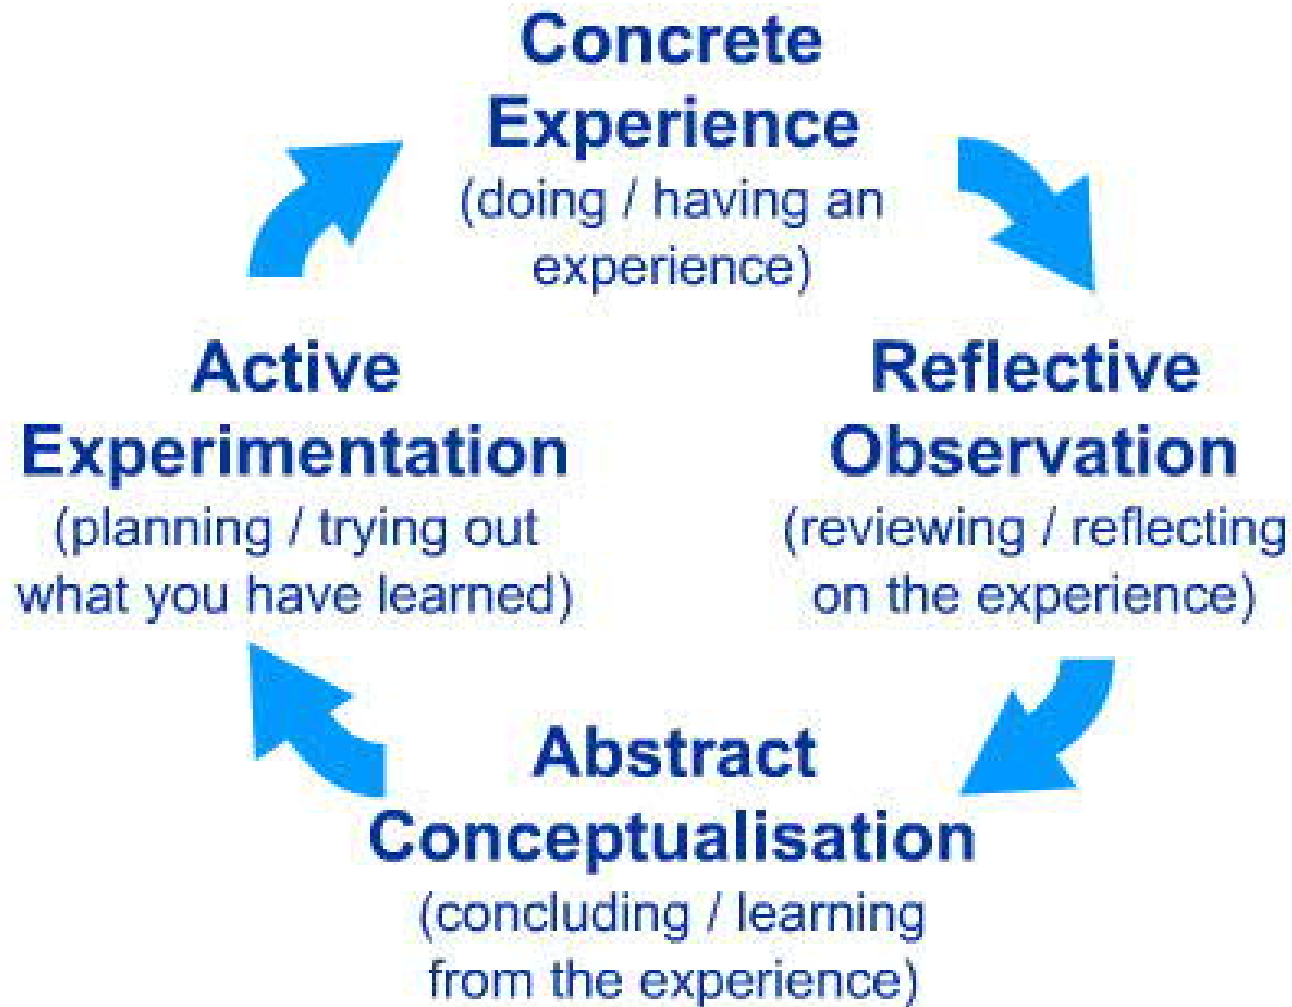 Concrete
Experience
(doing / having an
experience)
Reflective
Observation
(reviewing / reflecting
on the experience)
Abstract
Conceptualisation
(concluding / learning
from the experience)
Active
Experimentation
(planning / trying out
what you have learned)